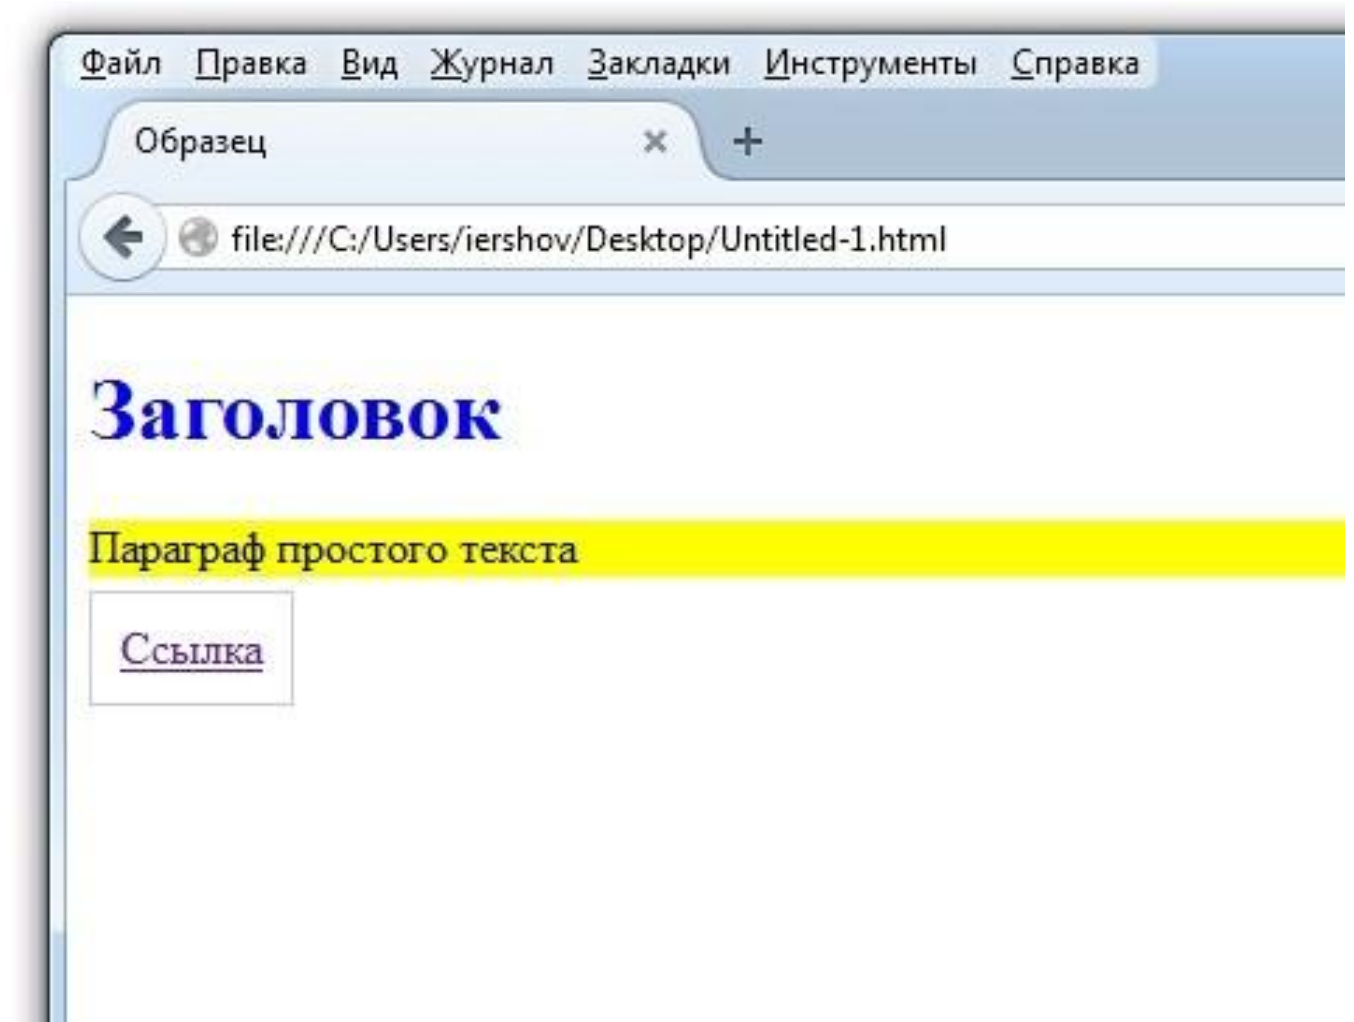 Файл Правка Вид Журнал Закладки Инструменты Справка
Образец
file:///C:/Users/iershov/Desktop/Untitled-1.html
Заголовок
Параграф простого текста
Ссылка